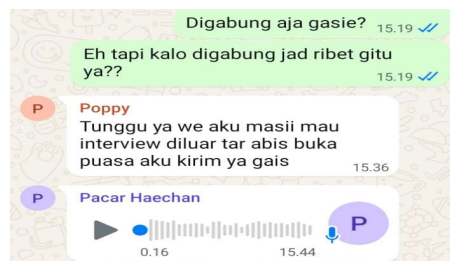 Digabung aja gasie? 15.19
Eh tapi kalo digabung jad ribet gitu
ya?? 15.19
P
Poppy
Tunggu ya we aku masii mau
interview diluar tar abis buka
puasa aku kirim ya gais 15.36
P
Pacar Haechan
P
0.16 15.44